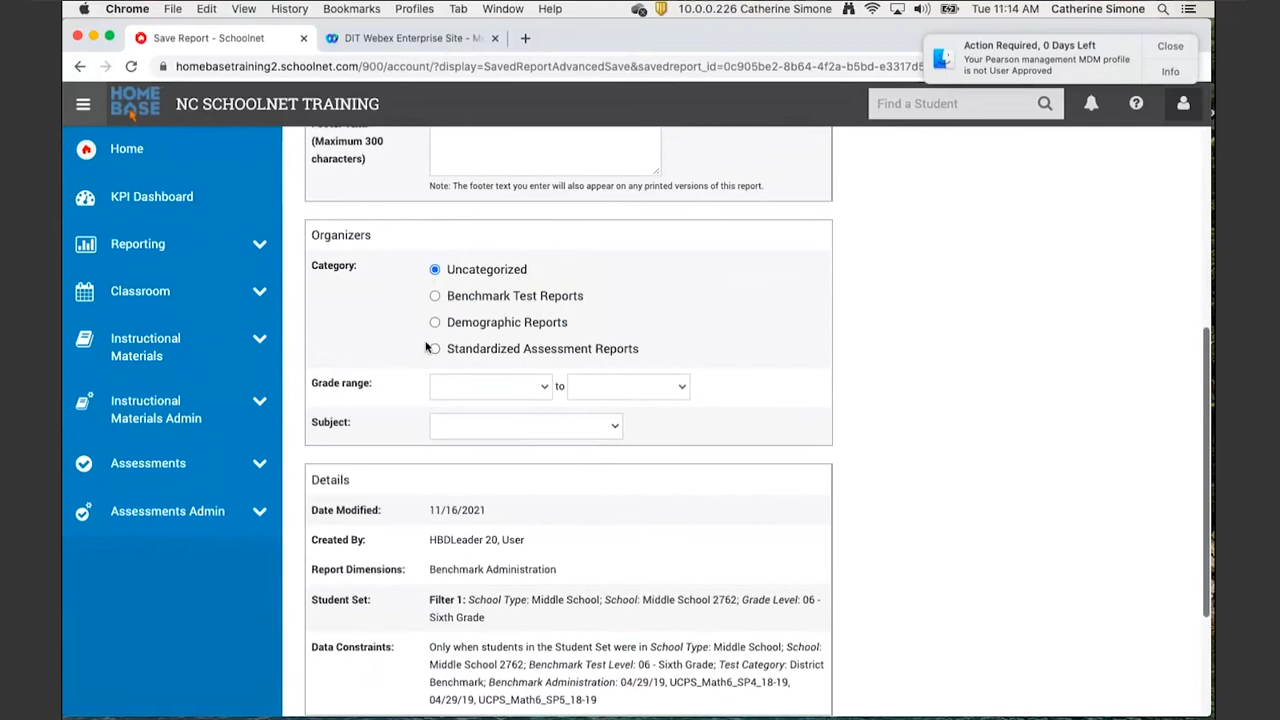 Chrome File Edit View History Bookmarks Profiles Tab Window Help 10.0.0.226 Catherine Simone Tue 11:14 AM Catherine Simone
Save Report - Schoolnet
DIT Webex Enterprise Site - M
homebasetraining2.schoolnet.com/900/account/?display=SavedReportAdvancedSave&savedreport_id=0c905be2-8b64-4f2a-b5bd-e3317d5
Action Required, 0 Days Left
Your Pearson management MDM profile
is not User Approved
Close
Info
HOME
BASE
NC SCHOOLNET TRAINING
Find a Student
Home
KPI Dashboard
Reporting
Classroom
Instructional
Materials
Instructional
Materials Admin
Assessments
Assessments Admin
(Maximum 300
characters)
Note: The footer text you enter will also appear on any printed versions of this report.
Organizers
Category:
Uncategorized
Benchmark Test Reports
Demographic Reports
Standardized Assessment Reports
Grade range: to
Subject:
Details
Date Modified: 11/16/2021
Created By: HBDLeader 20, User
Report Dimensions: Benchmark Administration
Student Set: Filter 1: School Type: Middle School; School: Middle School 2762; Grade Level: 06 -
Sixth Grade
Data Constraints: Only when students in the Student Set were in School Type: Middle School; School:
Middle School 2762; Benchmark Test Level: 06 - Sixth Grade; Test Category: District
Benchmark; Benchmark Administration: 04/29/19, UCPS_Math6_SP4_18-19,
04/29/19, UCPS_Math6_SP5_18-19